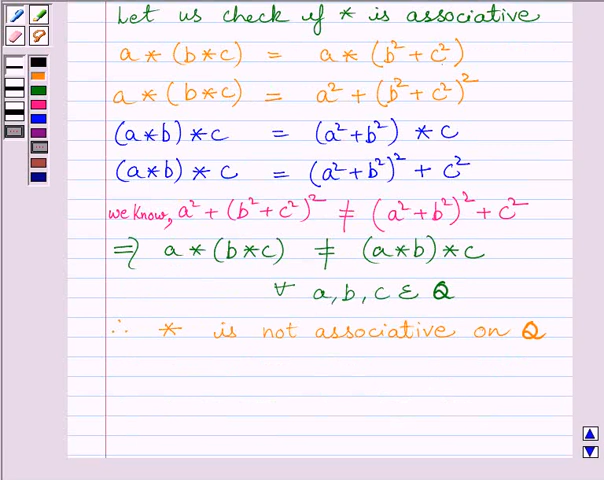 Let us check if * is associative
a * (b * c) = a * (b² + c²)
a * (b * c) = a² + (b² + c²)²
(a * b) * c = (a² + b²) * c
(a * b) * c = (a² + b²)² + c²
we know, a² + (b² + c²)² ≠ (a² + b²)² + c²
⇒ a * (b * c) ≠ (a * b) * c
∀ a, b, c ε Q
∴ * is not associative on Q